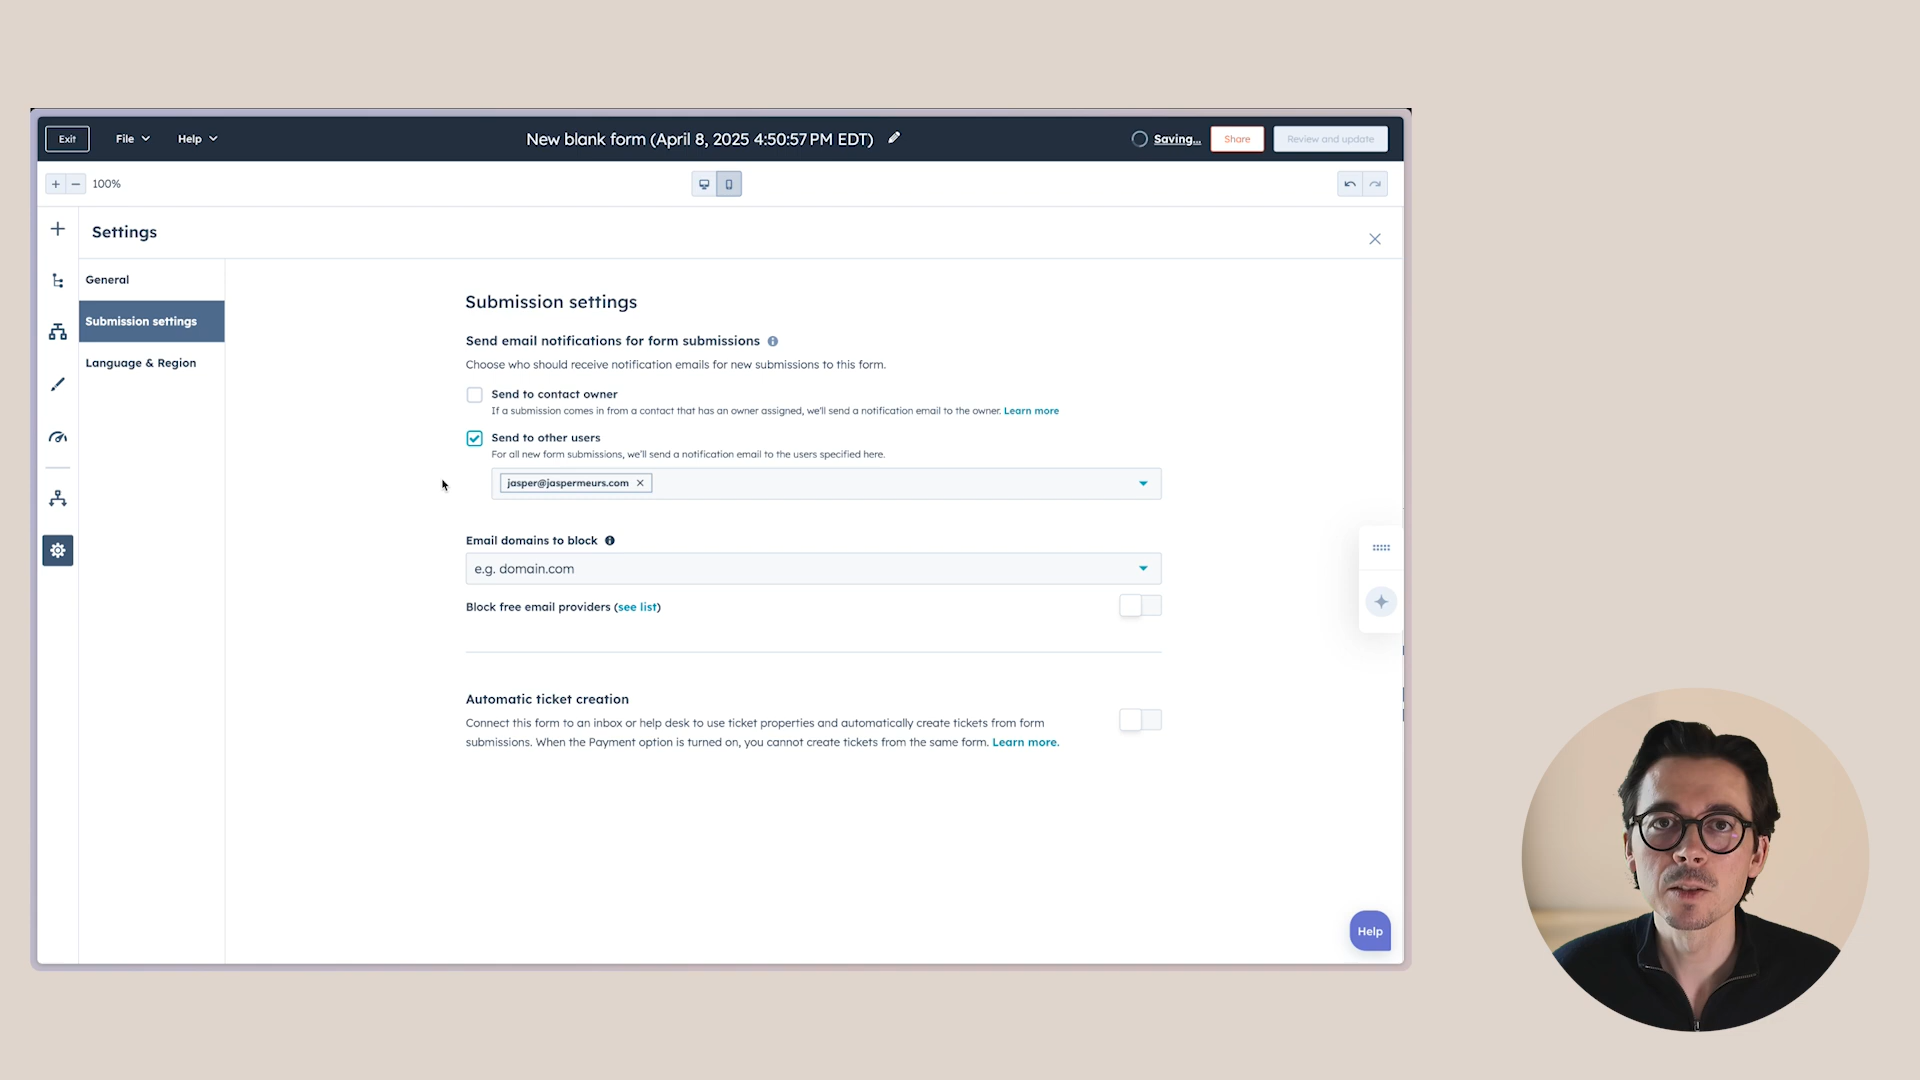 Exit
File
Help
New blank form (April 8, 2025 4:50:57 PM EDT)
Saving...
Share
Review and update
100%
Settings
General
Submission settings
Language & Region
Submission settings
Send email notifications for form submissions
Choose who should receive notification emails for new submissions to this form.
Send to contact owner
If a submission comes in from a contact that has an owner assigned, we'll send a notification email to the owner. Learn more
Send to other users
For all new form submissions, we'll send a notification email to the users specified here.
jasper@jaspermeurs.com
Email domains to block
e.g. domain.com
Block free email providers (see list)
Automatic ticket creation
Connect this form to an inbox or help desk to use ticket properties and automatically create tickets from form
submissions. When the Payment option is turned on, you cannot create tickets from the same form. Learn more.
Help